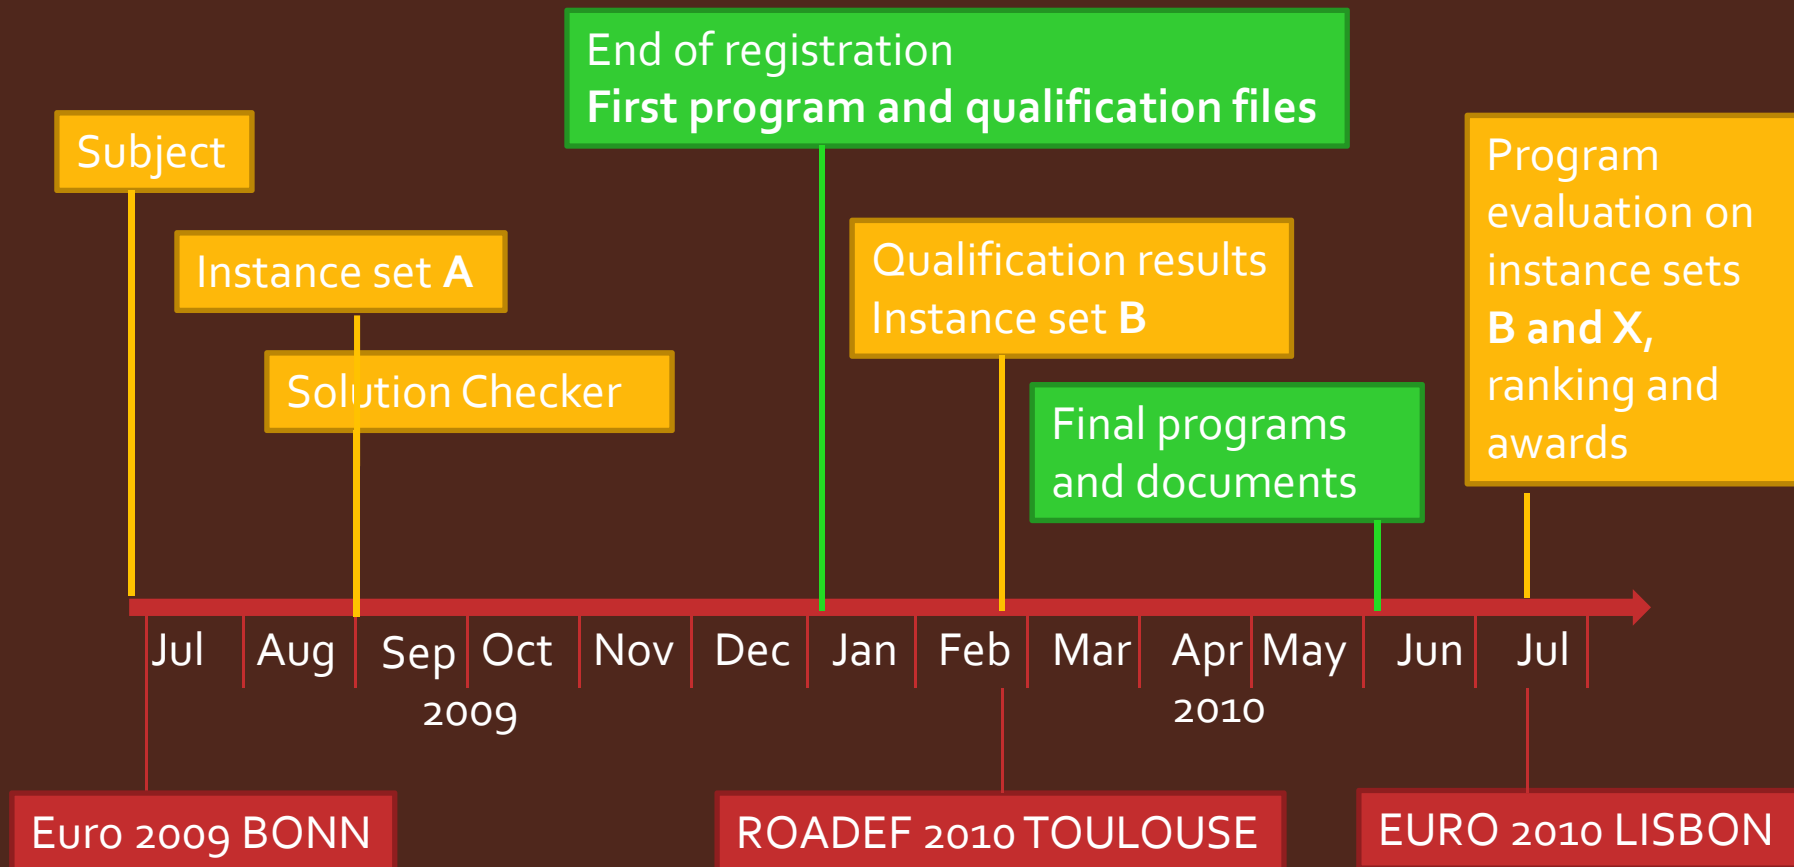 End of registration
First program and qualification files
Subject
Program
evaluation on
instance sets
B and X,
ranking and
awards
Instance set A
Qualification results
Instance set B
Solution Checker
Final programs
and documents
Jul Aug Sep Oct Nov Dec Jan Feb Mar Apr May Jun Jul
2009 2010
Euro 2009 BONN
ROADEF 2010 TOULOUSE
EURO 2010 LISBON